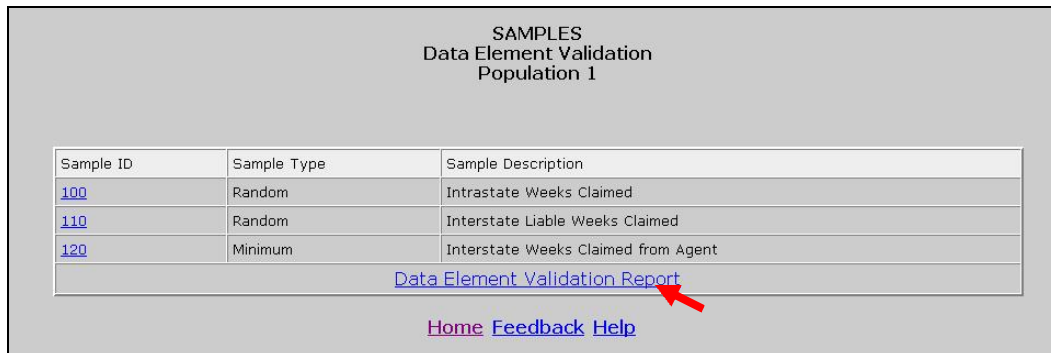 SAMPLES
Data Element Validation
Population 1
Sample ID Sample Type Sample Description
100 Random Intrastate Weeks Claimed
110 Random Interstate Liable Weeks Claimed
120 Minimum Interstate Weeks Claimed from Agent
Data Element Validation Report
Home Feedback Help